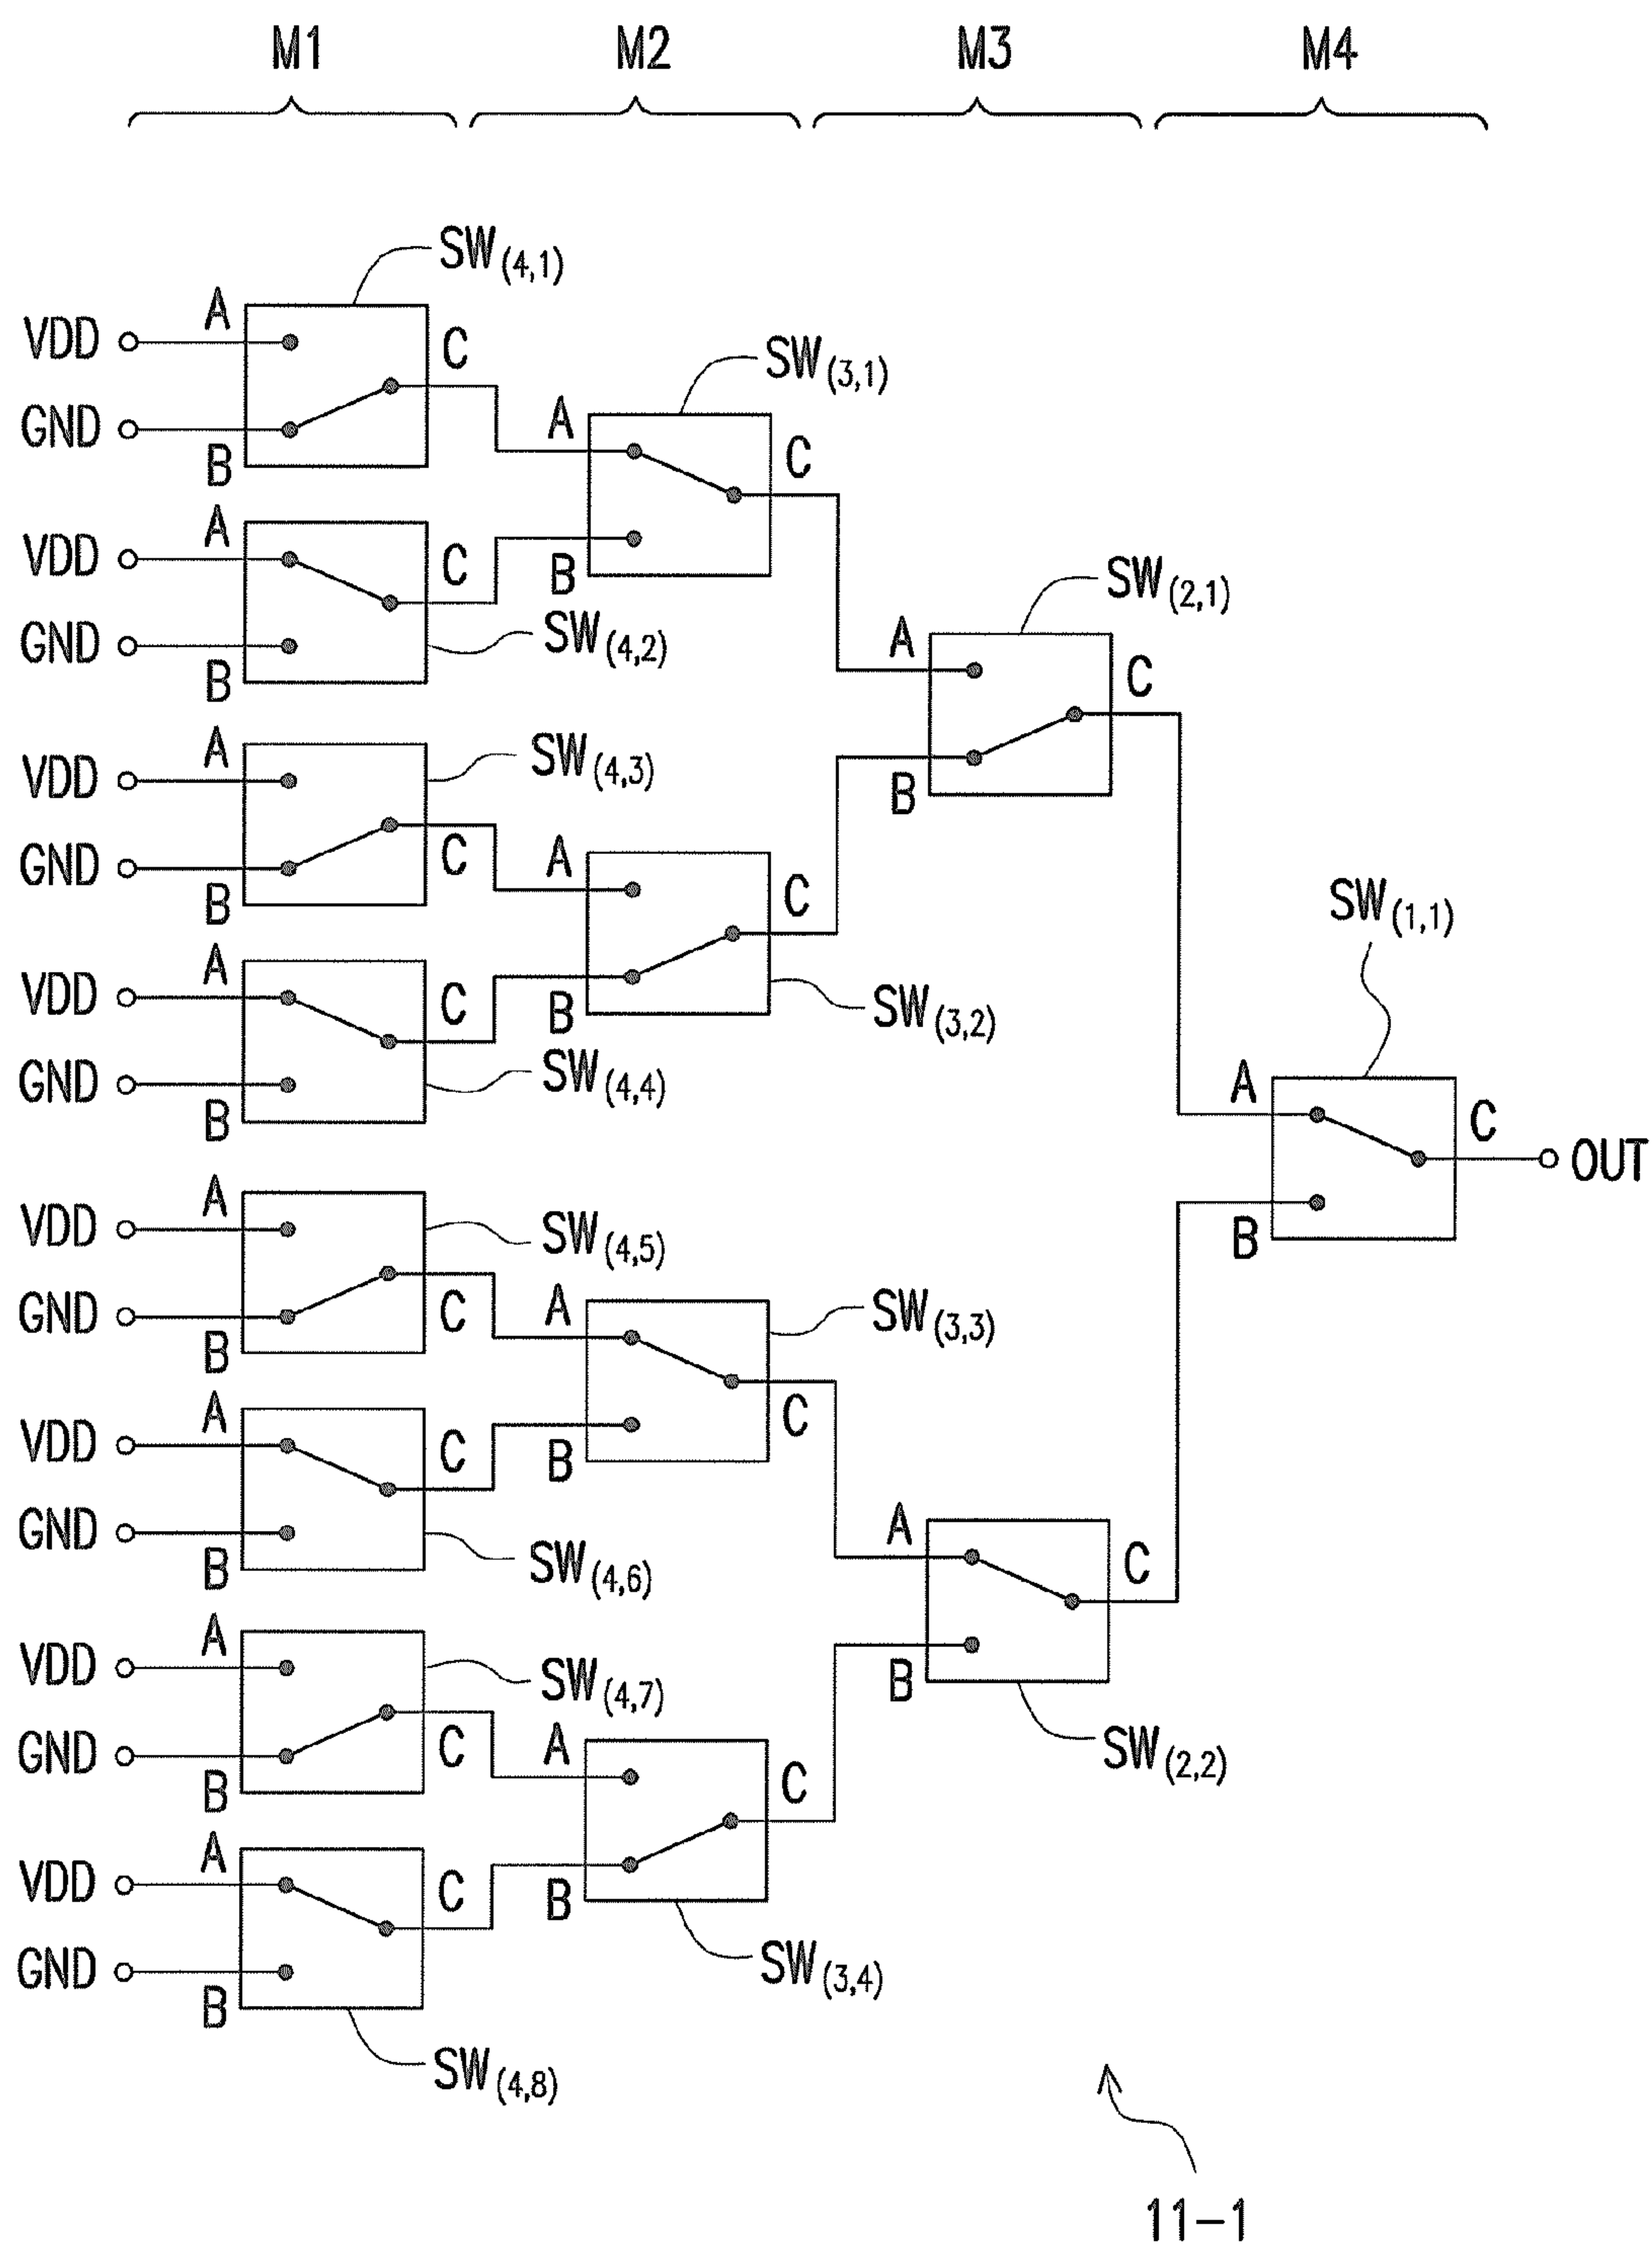 M1 M2 M3 M4
SW(4,1)
A
VDD
C
SW(3,1)
GND
A
B
C
A
VDD
C
B
SW(2,1)
GND
SW(4,2)
A
B
C
A
SW(4,3)
VDD
B
GND
C
A
C
SW(1,1)
B
A
VDD
C
B
SW(3,2)
GND
SW(4,4)
A
B
C
OUT
A
VDD
SW(4,5)
B
GND
C
A
SW(3,3)
B
A
C
VDD
C
B
GND
A
SW(4,6)
C
B
A
VDD
SW(4,7)
B
GND
C
A
SW(2,2)
B
C
A
VDD
C
B
GND
SW(3,4)
B
SW(4,8)
11-1